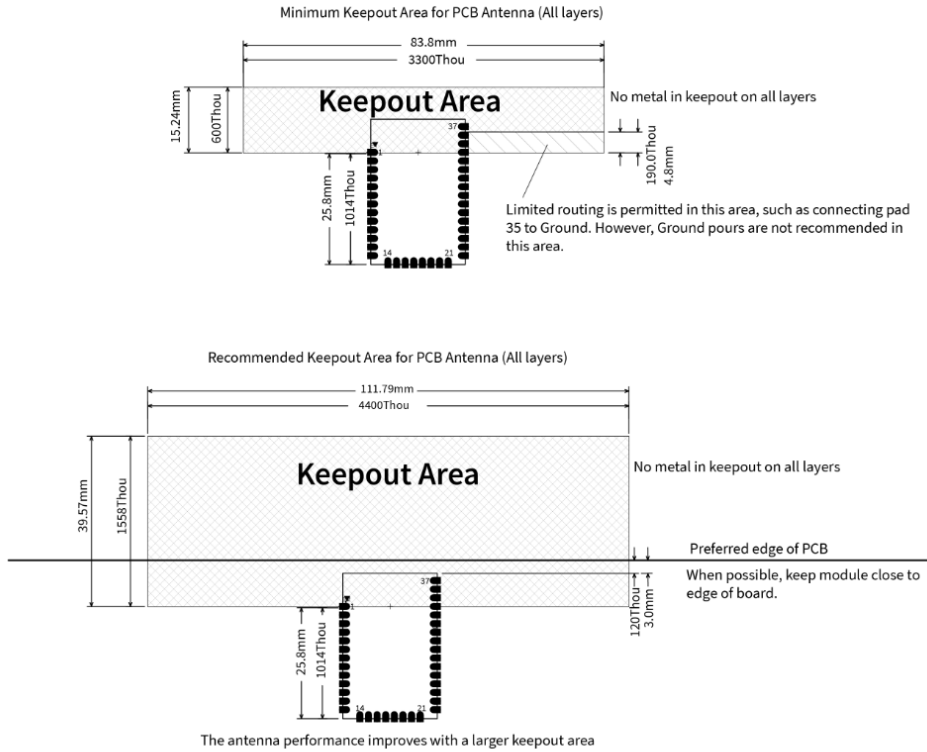 Minimum Keepout Area for PCB Antenna (All layers)
83.8mm
3300Thou
Keepout Area
No metal in keepout on all layers
15.24mm
600Thou
37
1
190.0Thou
4.8mm
25.8mm
1014Thou
Limited routing is permitted in this area, such as connecting pad
35 to Ground. However, Ground pours are not recommended in
this area.
14
21
Recommended Keepout Area for PCB Antenna (All layers)
111.79mm
4400Thou
Keepout Area
No metal in keepout on all layers
39.57mm
1558Thou
Preferred edge of PCB
When possible, keep module close to
edge of board.
37
1
120Thou
3.0mm
25.8mm
1014Thou
14
21
The antenna performance improves with a larger keepout area